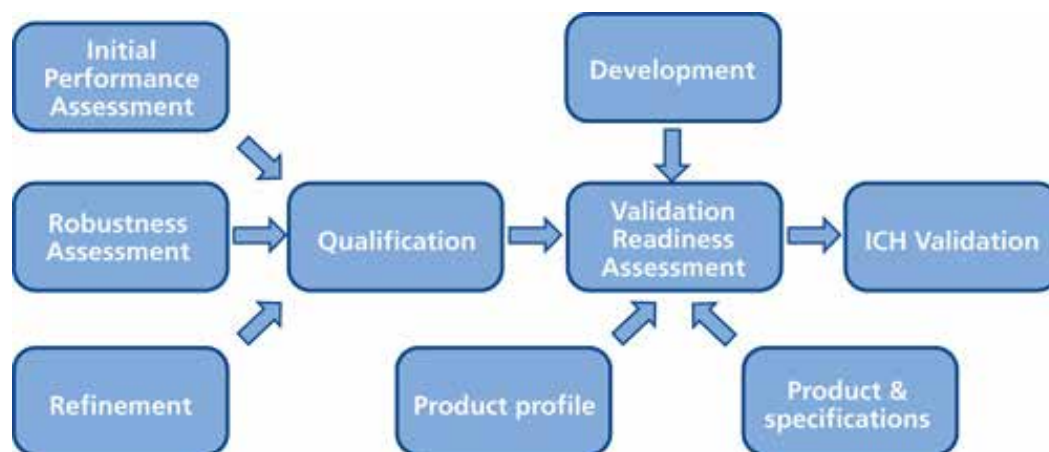 Initial
Performance
Assessment
Development
Robustness
Assessment
Qualification
Validation
Readiness
Assessment
ICH Validation
Refinement
Product profile
Product &
specifications